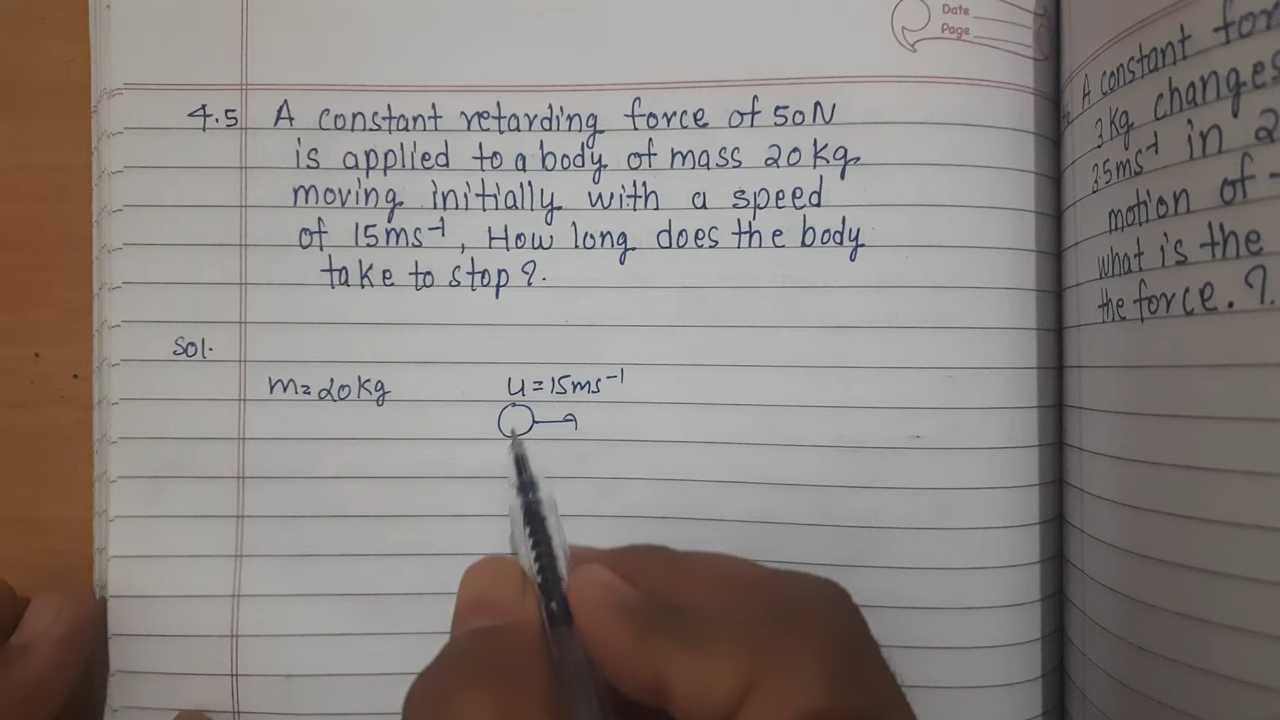 Date
Page
4.5 A constant retarding force of 50N
is applied to a body of mass 20 kg
moving initially with a speed
of 15ms⁻¹, How long does the body
take to stop ?.
Sol.
m=20kg u=15ms⁻¹
A constant for
3 kg changes
3.5ms⁻¹ in 2
motion of
what is the
the force. ?.